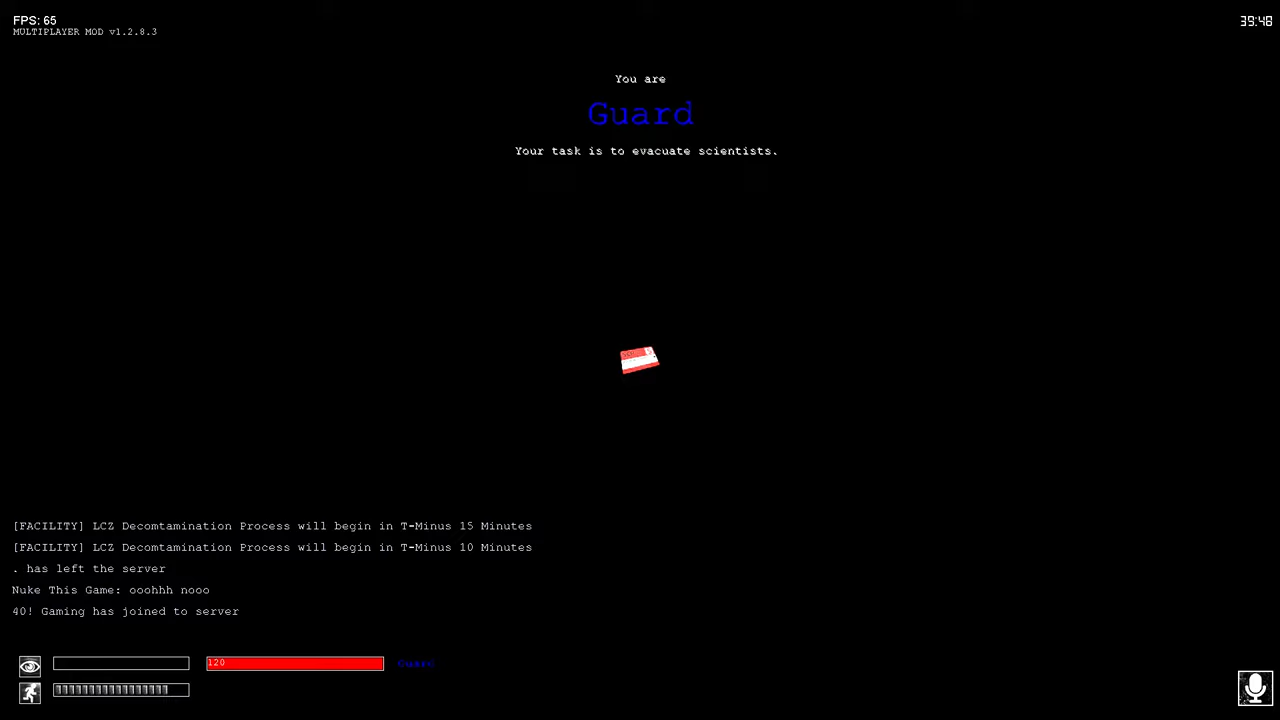 FPS: 65
39:48
MULTIPLAYER MOD v1.2.8.3
You are
Guard
Your task is to evacuate scientists.
[FACILITY] LCZ Decomtamination Process will begin in T-Minus 15 Minutes
[FACILITY] LCZ Decomtamination Process will begin in T-Minus 10 Minutes
. has left the server
Nuke This Game: ooohhh nooo
40! Gaming has joined to server
120
Guard